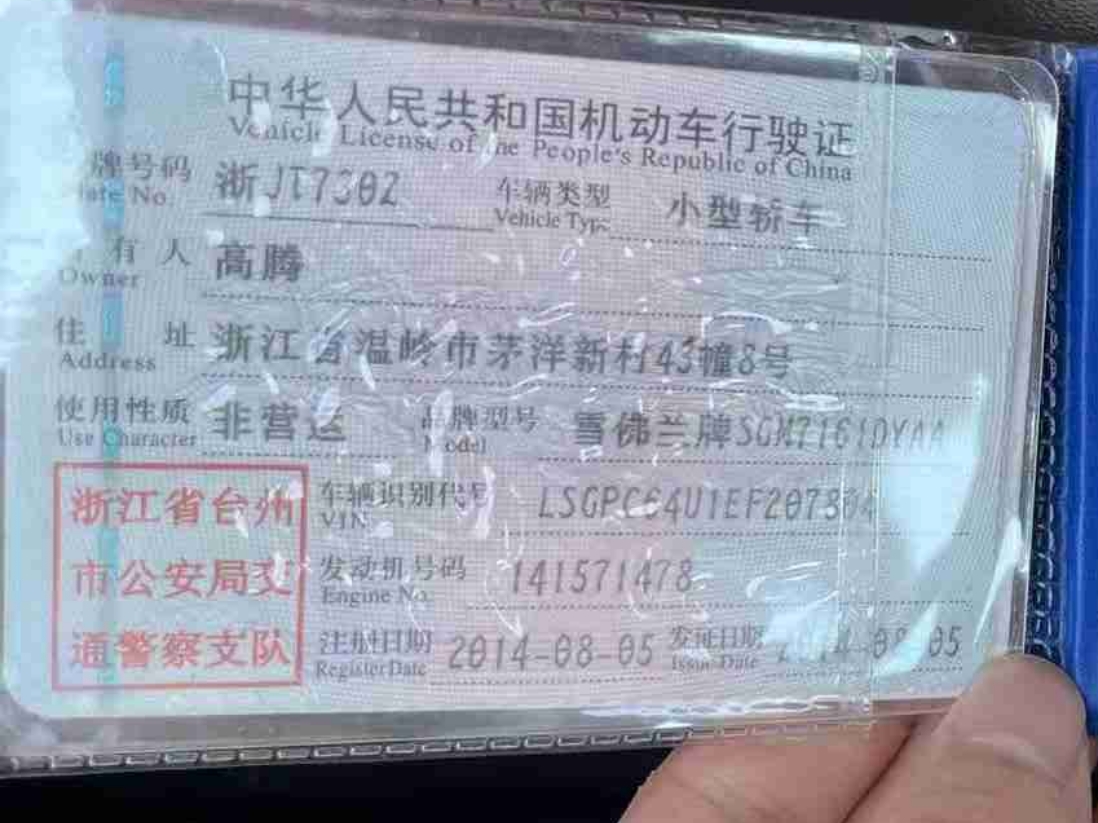 中华人民共和国机动车行驶证
Vehicle License of the People's Republic of China
牌号码 浙JT7302 车辆类型 小型轿车
Plate No. Vehicle Type
有人 高腾
Owner
住址 浙江省温岭市茅洋新村43幢8号
Address
使用性质 非营运 品牌型号 雪佛兰牌SGM7161DYAA
Use Character Model
浙江省台州 车辆识别代号 LSGPC64U1EF207304
VIN
市公安局交 发动机号码 141571478
Engine No.
通警察支队 注册日期 2014-08-05 发证日期 2014-08-05
Register Date Issue Date